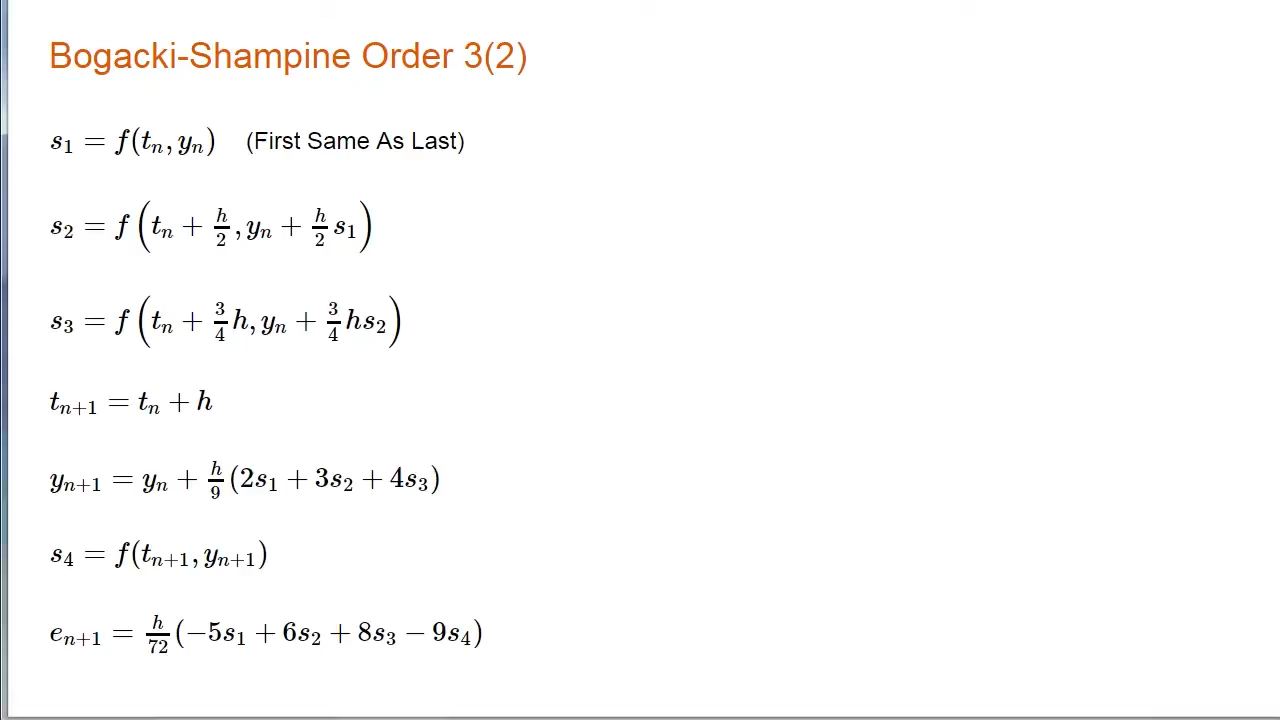 Bogacki-Shampine Order 3(2)
s₁ = f(tₙ, yₙ) (First Same As Last)
s₂ = f(tₙ + h/2, yₙ + h/2 s₁)
s₃ = f(tₙ + 3/4 h, yₙ + 3/4 hs₂)
tₙ₊₁ = tₙ + h
yₙ₊₁ = yₙ + h/9 (2s₁ + 3s₂ + 4s₃)
s₄ = f(tₙ₊₁, yₙ₊₁)
eₙ₊₁ = h/72 (−5s₁ + 6s₂ + 8s₃ − 9s₄)